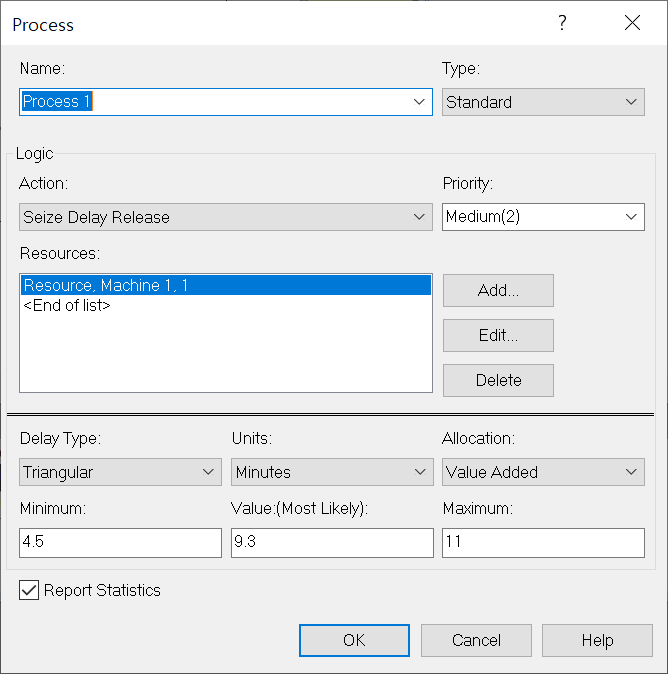 Process ?
Name: Type:
Process 1 Standard
Logic
Action: Priority:
Seize Delay Release Medium(2)
Resources:
Resource, Machine 1, 1
<End of list>
Add...
Edit...
Delete
Delay Type: Units: Allocation:
Triangular Minutes Value Added
Minimum: Value:(Most Likely): Maximum:
4.5 9.3 11
Report Statistics
OK Cancel Help